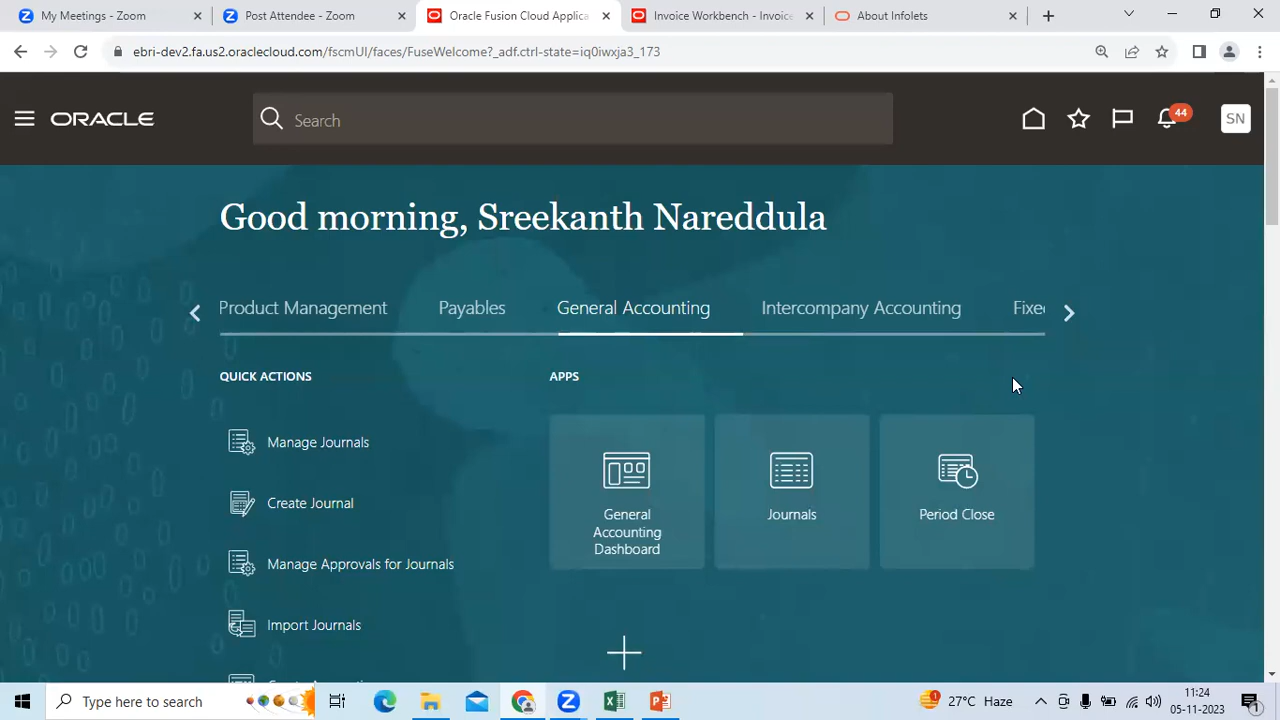 My Meetings - Zoom
Post Attendee - Zoom
Oracle Fusion Cloud Applica
Invoice Workbench - Invoice
About Infolets
ebri-dev2.fa.us2.oraclecloud.com/fscmUI/faces/FuseWelcome?_adf.ctrl-state=iq0iwxja3_173
ORACLE
Search
44
SN
Good morning, Sreekanth Nareddula
Product Management
Payables
General Accounting
Intercompany Accounting
Fixe
QUICK ACTIONS
APPS
Manage Journals
Create Journal
Manage Approvals for Journals
Import Journals
General
Accounting
Dashboard
Journals
Period Close
Type here to search
1
27°C Haze
11:24
05-11-2023
1